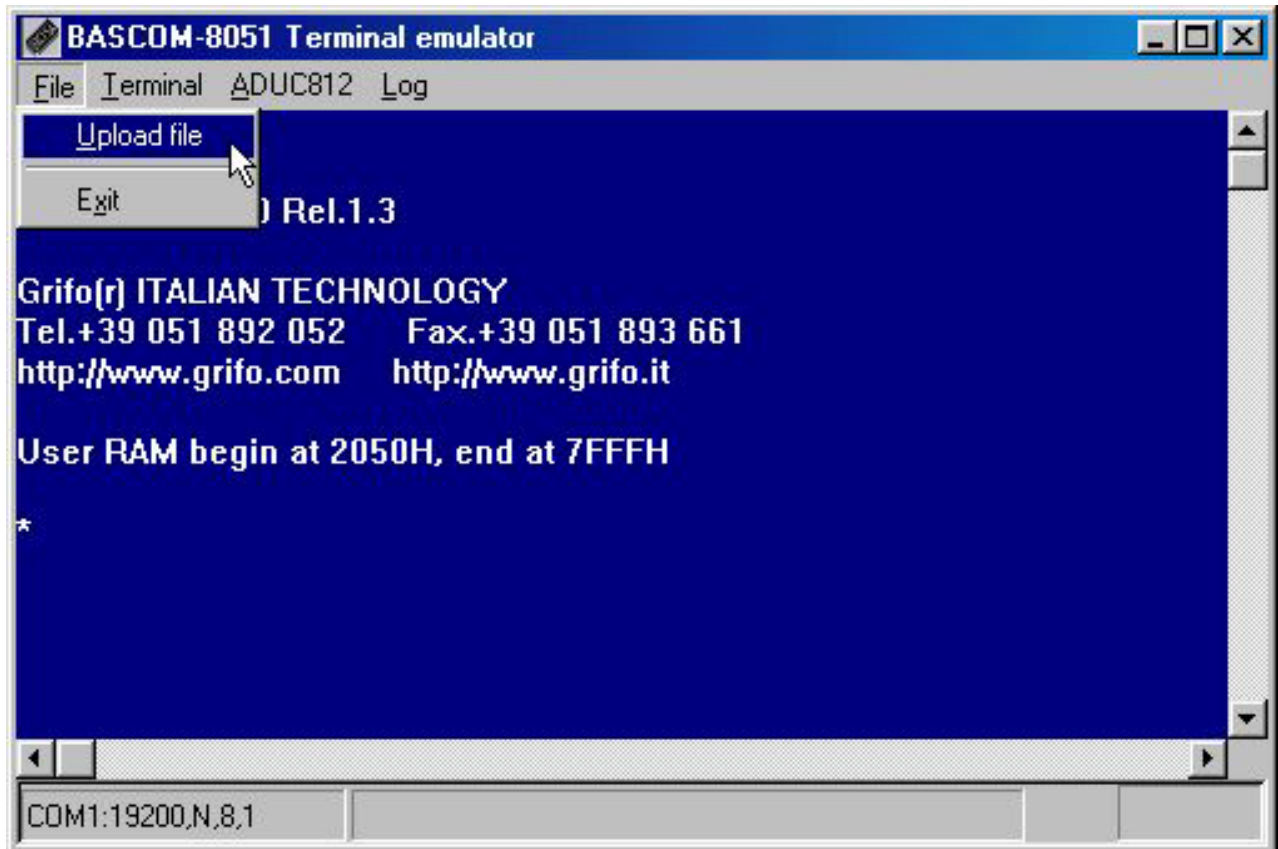 BASCOM-8051 Terminal emulator
File Terminal ADUC812 Log
Upload file
Exit
) Rel.1.3
Grifo(r) ITALIAN TECHNOLOGY
Tel.+39 051 892 052 Fax.+39 051 893 661
http://www.grifo.com http://www.grifo.it
User RAM begin at 2050H, end at 7FFFH
*
COM1:19200,N,8,1